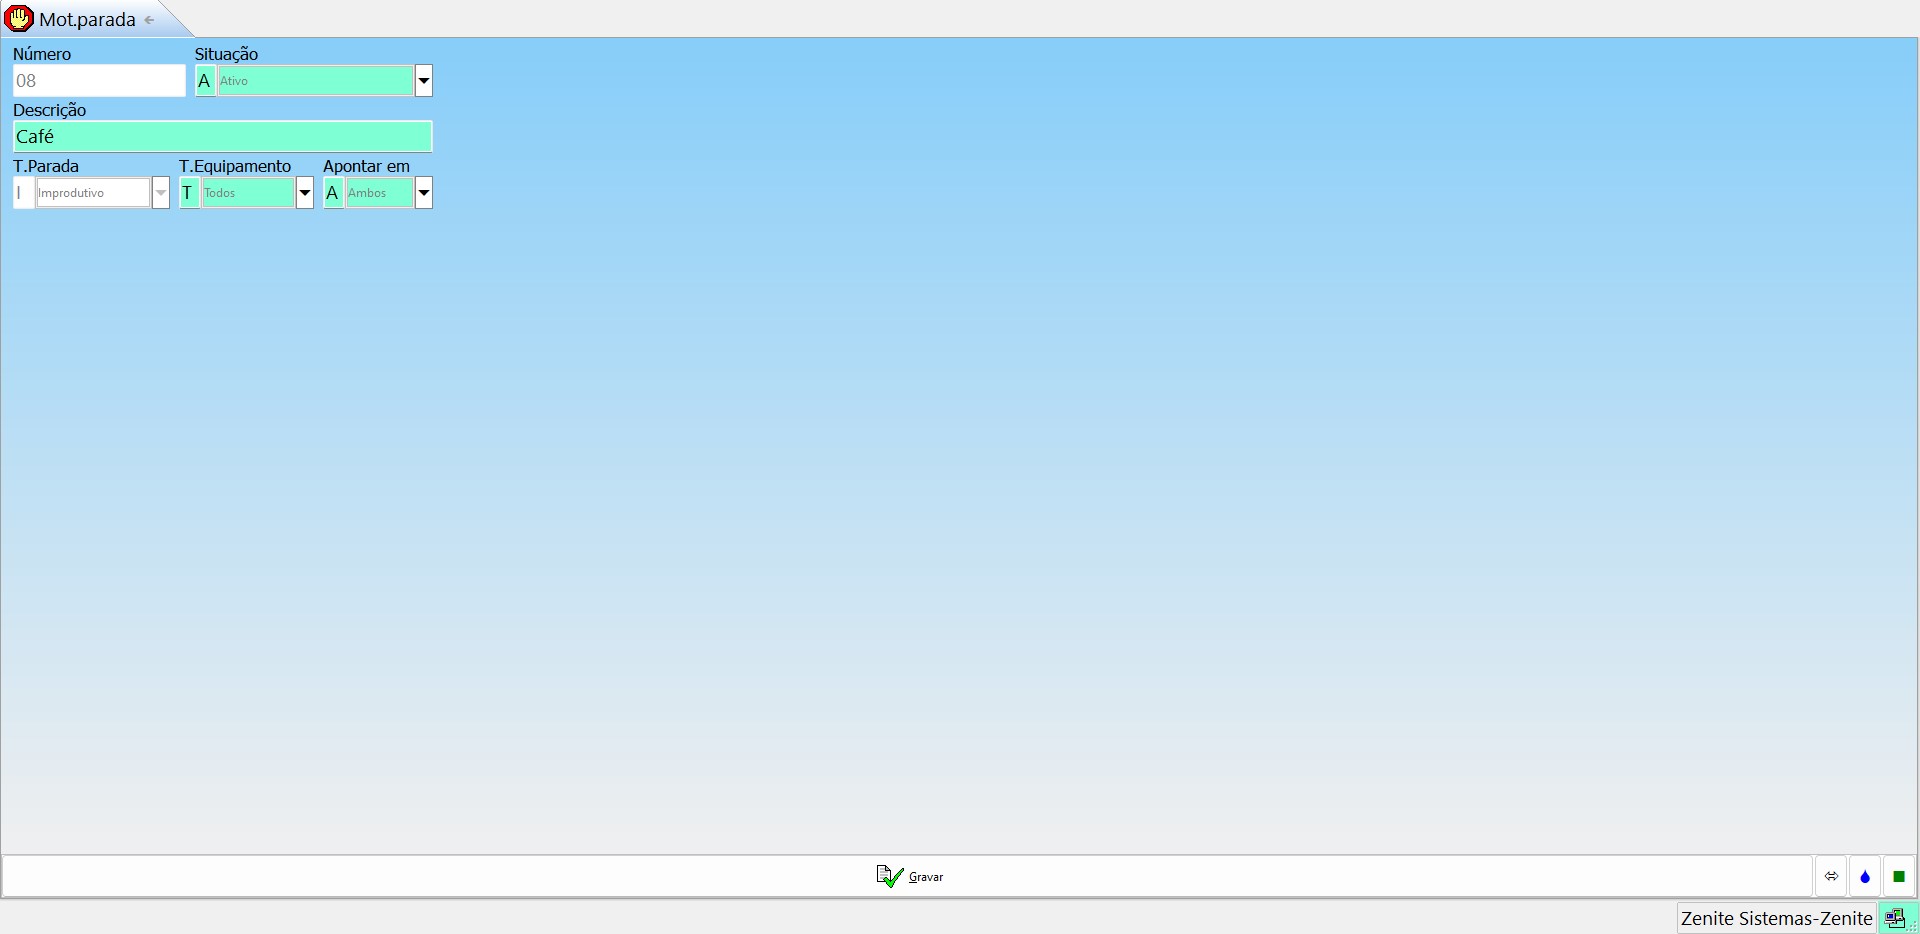 Mot.parada
Número Situação
08 A Ativo
Descrição
Café
T.Parada T.Equipamento Apontar em
I Improdutivo T Todos A Ambos
Gravar
Zenite Sistemas-Zenite